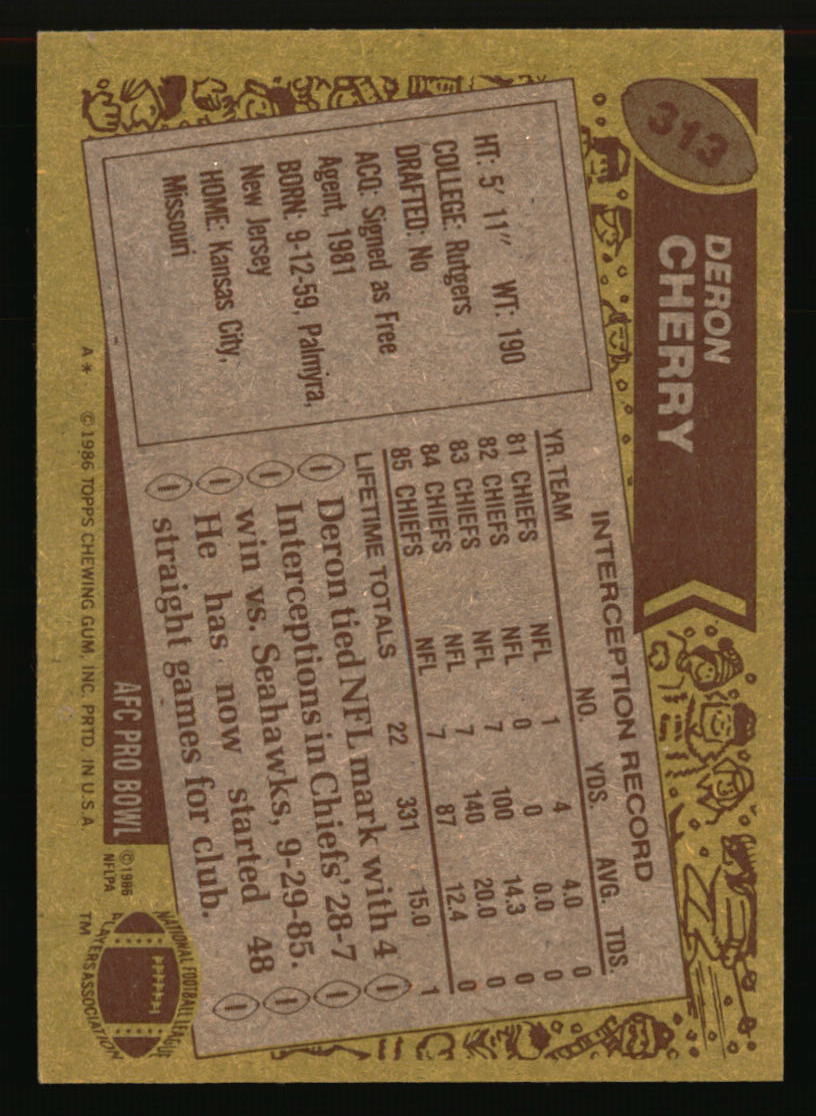 313
DERON
CHERRY
HT: 5' 11" WT: 190
COLLEGE: Rutgers
DRAFTED: No
ACQ: Signed as Free
Agent, 1981
BORN: 9-12-59, Palmyra,
New Jersey
HOME: Kansas City,
Missouri
INTERCEPTION RECORD
YR. TEAM NO. YDS. AVG. TDS.
81 CHIEFS NFL 1 4 4.0 0
82 CHIEFS NFL 0 0 0.0 0
83 CHIEFS NFL 7 100 14.3 0
84 CHIEFS NFL 7 140 20.0 0
85 CHIEFS NFL 7 87 12.4 0
LIFETIME TOTALS 22 331 15.0 1
Deron tied NFL mark with 4
Interceptions in Chiefs' 28-7
win vs. Seahawks, 9-29-85.
He has now started 48
straight games for club.
AFC PRO BOWL
A* ©1986 TOPPS CHEWING GUM, INC. PRTD. IN U.S.A.
©1986
NFLPA
NATIONAL FOOTBALL LEAGUE
PLAYERS ASSOCIATION
TM